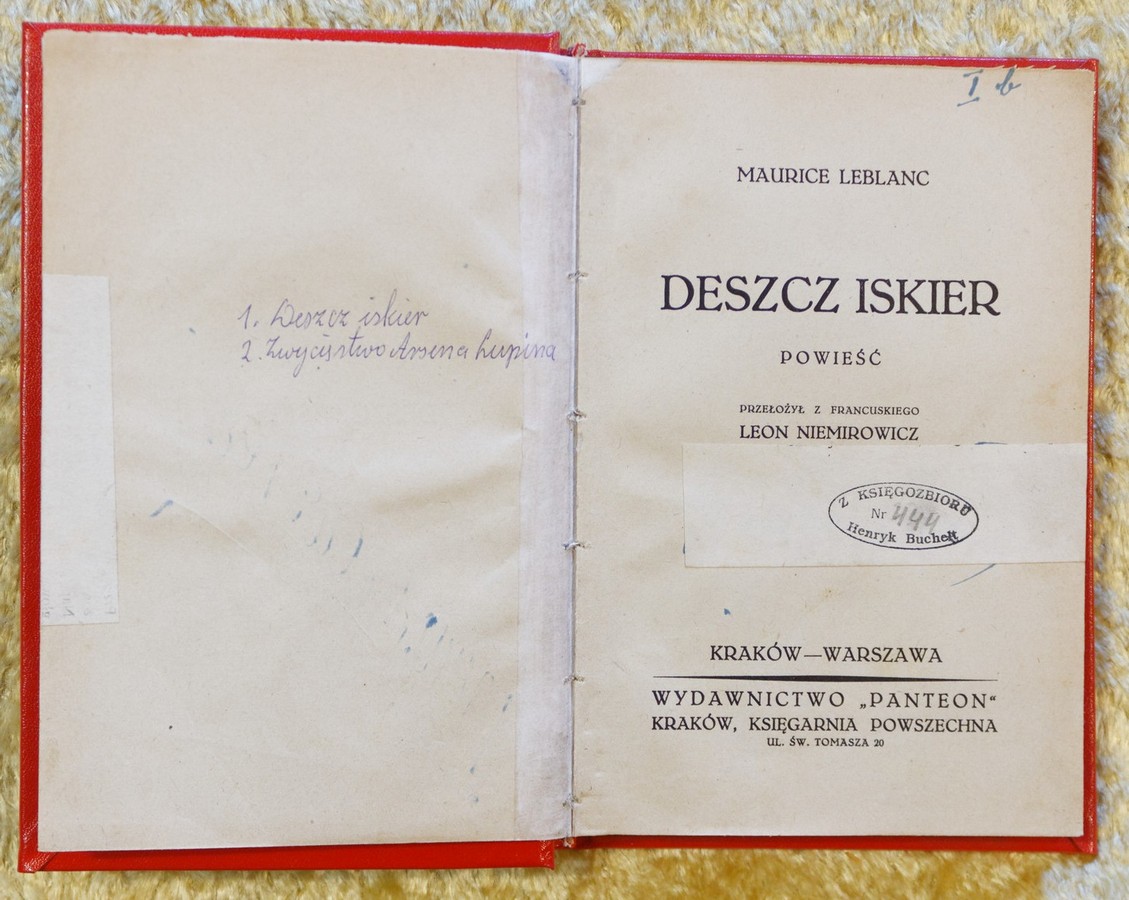 1. Deszcz iskier
2. Zwycięstwo Arsena Lupina
I b
MAURICE LEBLANC
DESZCZ ISKIER
POWIEŚĆ
PRZEŁOŻYŁ Z FRANCUSKIEGO
LEON NIEMIROWICZ
Z KSIĘGOZBIORU
Nr 444
Henryk Buchelt
KRAKÓW—WARSZAWA
WYDAWNICTWO „PANTEON“
KRAKÓW, KSIĘGARNIA POWSZECHNA
UL. ŚW. TOMASZA 20